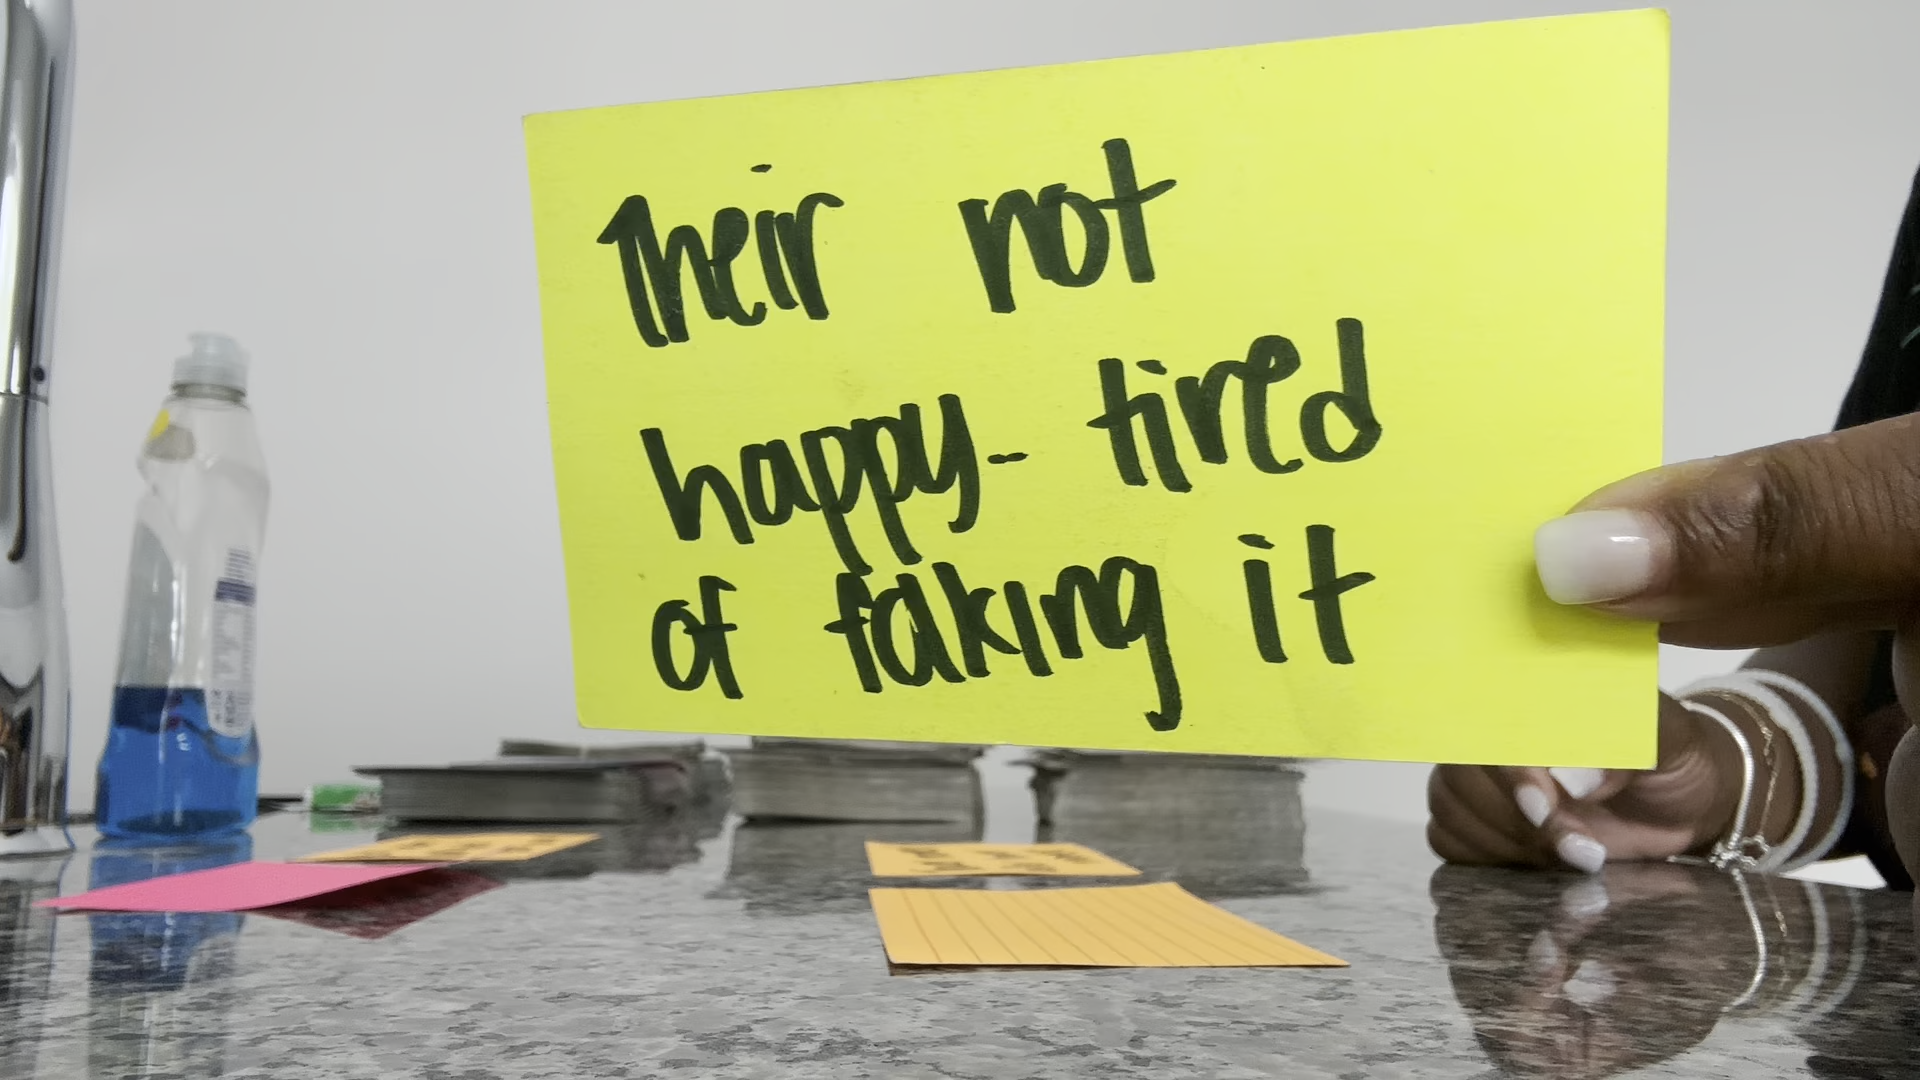 Their not
happy- tired
of faking it